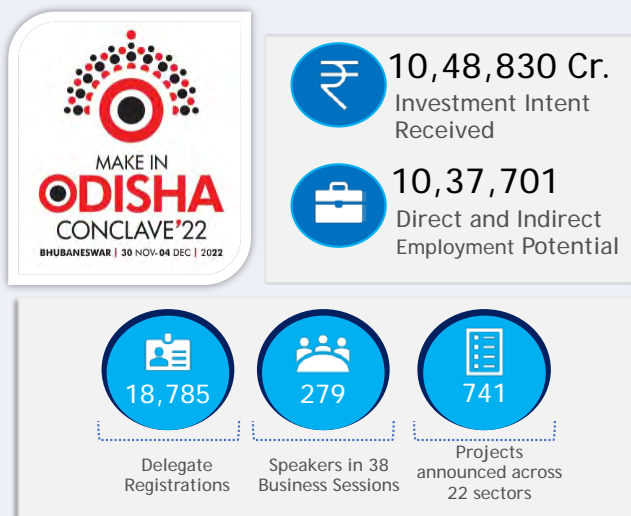 MAKE IN
ODISHA
CONCLAVE'22
BHUBANESWAR | 30 NOV-04 DEC | 2022
₹
10,48,830 Cr.
Investment Intent
Received
10,37,701
Direct and Indirect
Employment Potential
18,785
Delegate
Registrations
279
Speakers in 38
Business Sessions
741
Projects
announced across
22 sectors